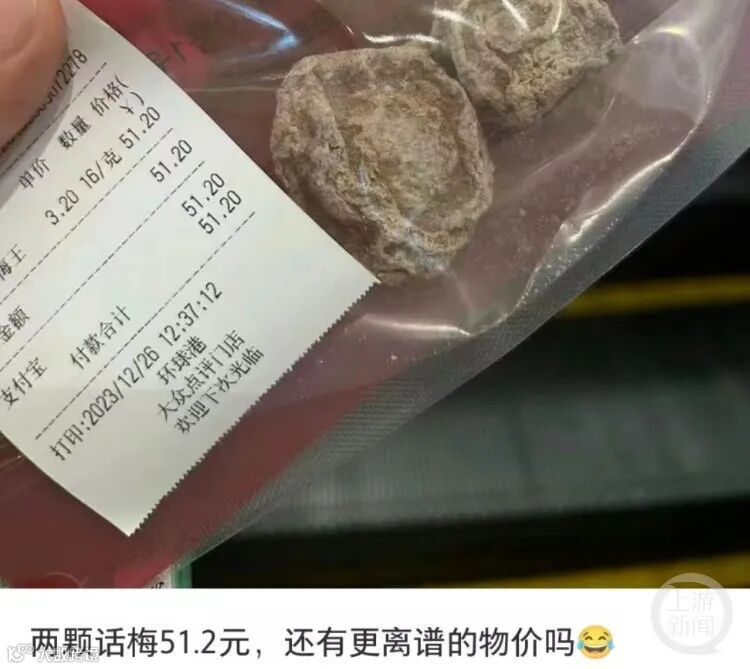 2278
单价 数量 价格(
¥)
3.20 16/克 51.20
梅王 51.20
金额 51.20
51.20
支付宝 付款合计
打印:2023/12/26 12:37:12
环球港
大众点评门店
欢迎下次光临
两颗话梅51.2元，还有更离谱的物价吗😂
上游
新闻